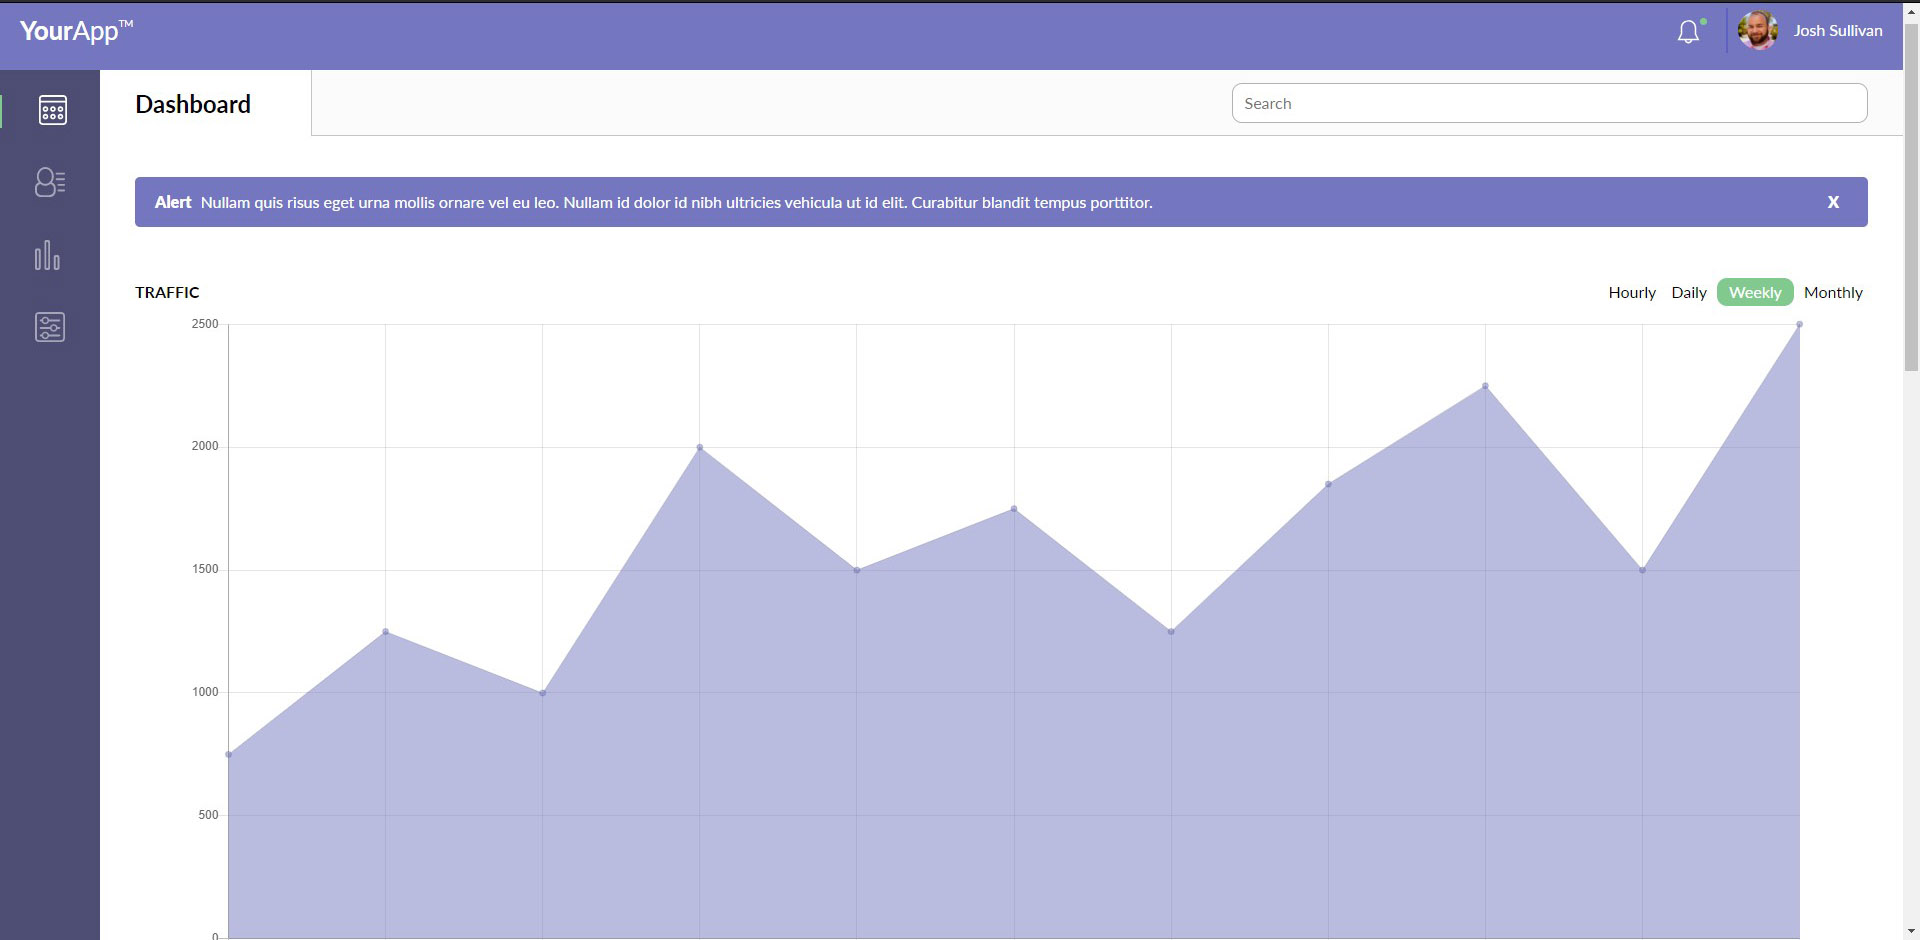 YourApp™
Josh Sullivan
Dashboard
Search
Alert Nullam quis risus eget urna mollis ornare vel eu leo. Nullam id dolor id nibh ultricies vehicula ut id elit. Curabitur blandit tempus porttitor.
X
TRAFFIC
Hourly Daily Weekly Monthly
2500
2000
1500
1000
500
0